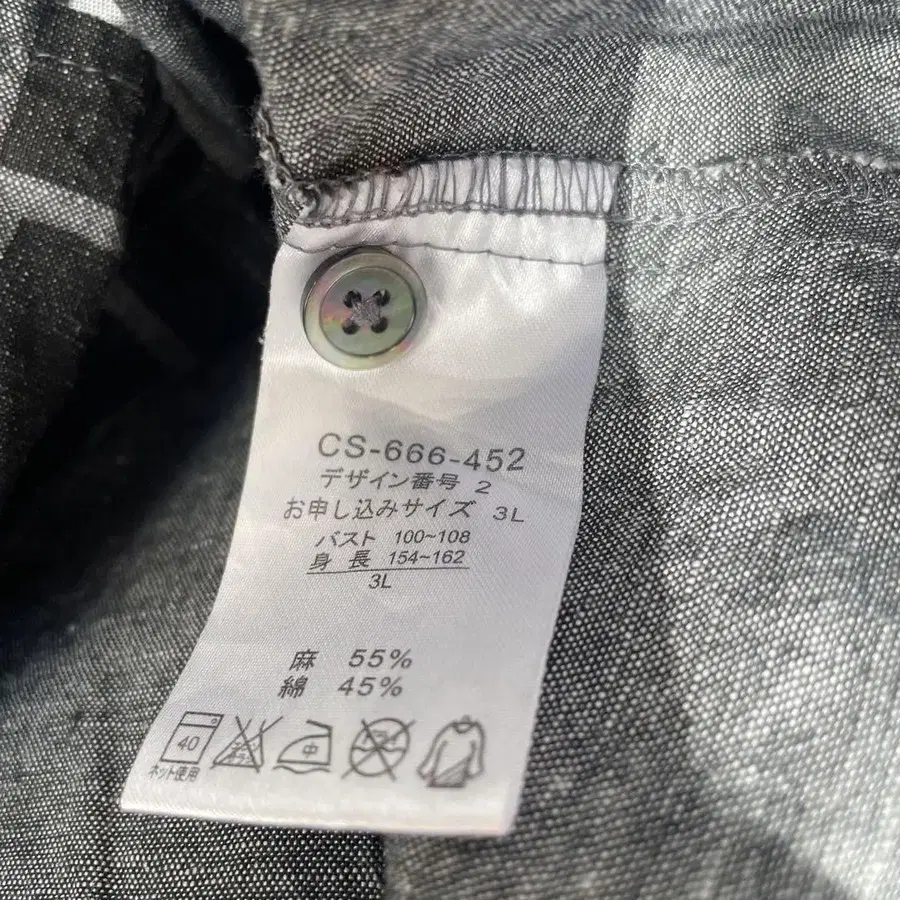 CS-666-452
デザイン番号 2
お申し込みサイズ 3L
バスト 100~108
身長 154~162
3L
麻 55%
綿 45%
40
中
ネット使用